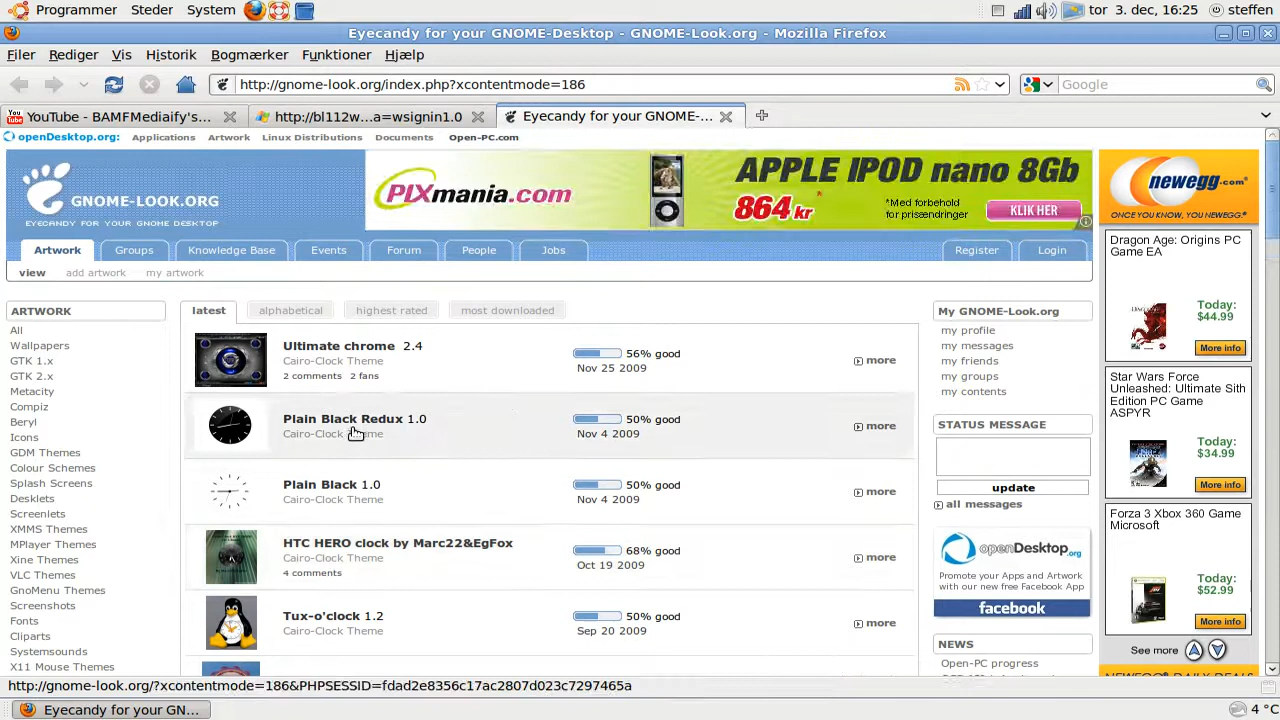 Programmer Steder System
tor 3. dec, 16:25 steffen
Eyecandy for your GNOME-Desktop - GNOME-Look.org - Mozilla Firefox
Filer Rediger Vis Historik Bogmærker Funktioner Hjælp
http://gnome-look.org/index.php?xcontentmode=186
Google
YouTube - BAMFMediaify's...
http://bl112w...a=wsignin1.0
Eyecandy for your GNOME-...
openDesktop.org: Applications Artwork Linux Distributions Documents Open-PC.com
GNOME-LOOK.ORG
EYECANDY FOR YOUR GNOME DESKTOP
PIXmania.com
APPLE IPOD nano 8Gb
864 kr
*Med forbehold
for prisændringer
KLIK HER
newegg.com
ONCE YOU KNOW, YOU NEWEGG.
Artwork Groups Knowledge Base Events Forum People Jobs Register Login
view add artwork my artwork
ARTWORK
All
Wallpapers
GTK 1.x
GTK 2.x
Metacity
Compiz
Beryl
Icons
GDM Themes
Colour Schemes
Splash Screens
Desklets
Screenlets
XMMS Themes
MPlayer Themes
Xine Themes
VLC Themes
GnoMenu Themes
Screenshots
Fonts
Cliparts
Systemsounds
X11 Mouse Themes
latest alphabetical highest rated most downloaded
Ultimate chrome 2.4
Cairo-Clock Theme
2 comments 2 fans
56% good
Nov 25 2009
more
Plain Black Redux 1.0
Cairo-Clock Theme
50% good
Nov 4 2009
more
Plain Black 1.0
Cairo-Clock Theme
50% good
Nov 4 2009
more
HTC HERO clock by Marc22&EgFox
Cairo-Clock Theme
4 comments
68% good
Oct 19 2009
more
Tux-o'clock 1.2
Cairo-Clock Theme
50% good
Sep 20 2009
more
My GNOME-Look.org
my profile
my messages
my friends
my groups
my contents
STATUS MESSAGE
update
all messages
openDesktop.org
Promote your Apps and Artwork
with our new free Facebook App
facebook
NEWS
Open-PC progress
Dragon Age: Origins PC
Game EA
Today:
$44.99
More info
Star Wars Force
Unleashed: Ultimate Sith
Edition PC Game
ASPYR
Today:
$34.99
More info
Forza 3 Xbox 360 Game
Microsoft
Today:
$52.99
More info
See more
http://gnome-look.org/?xcontentmode=186&PHPSESSID=fdad2e8356c17ac2807d023c7297465a
Eyecandy for your GN...
4 °C